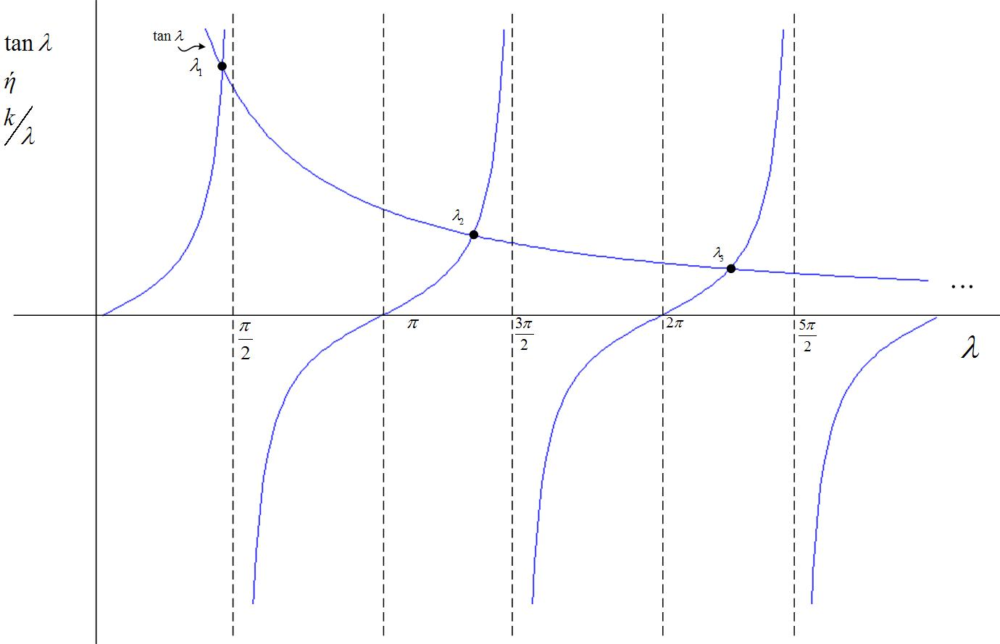 tan λ
ή
k/λ
tan λ
λ₁
λ₂
λ₃
...
π/2
π
3π/2
2π
5π/2
λ